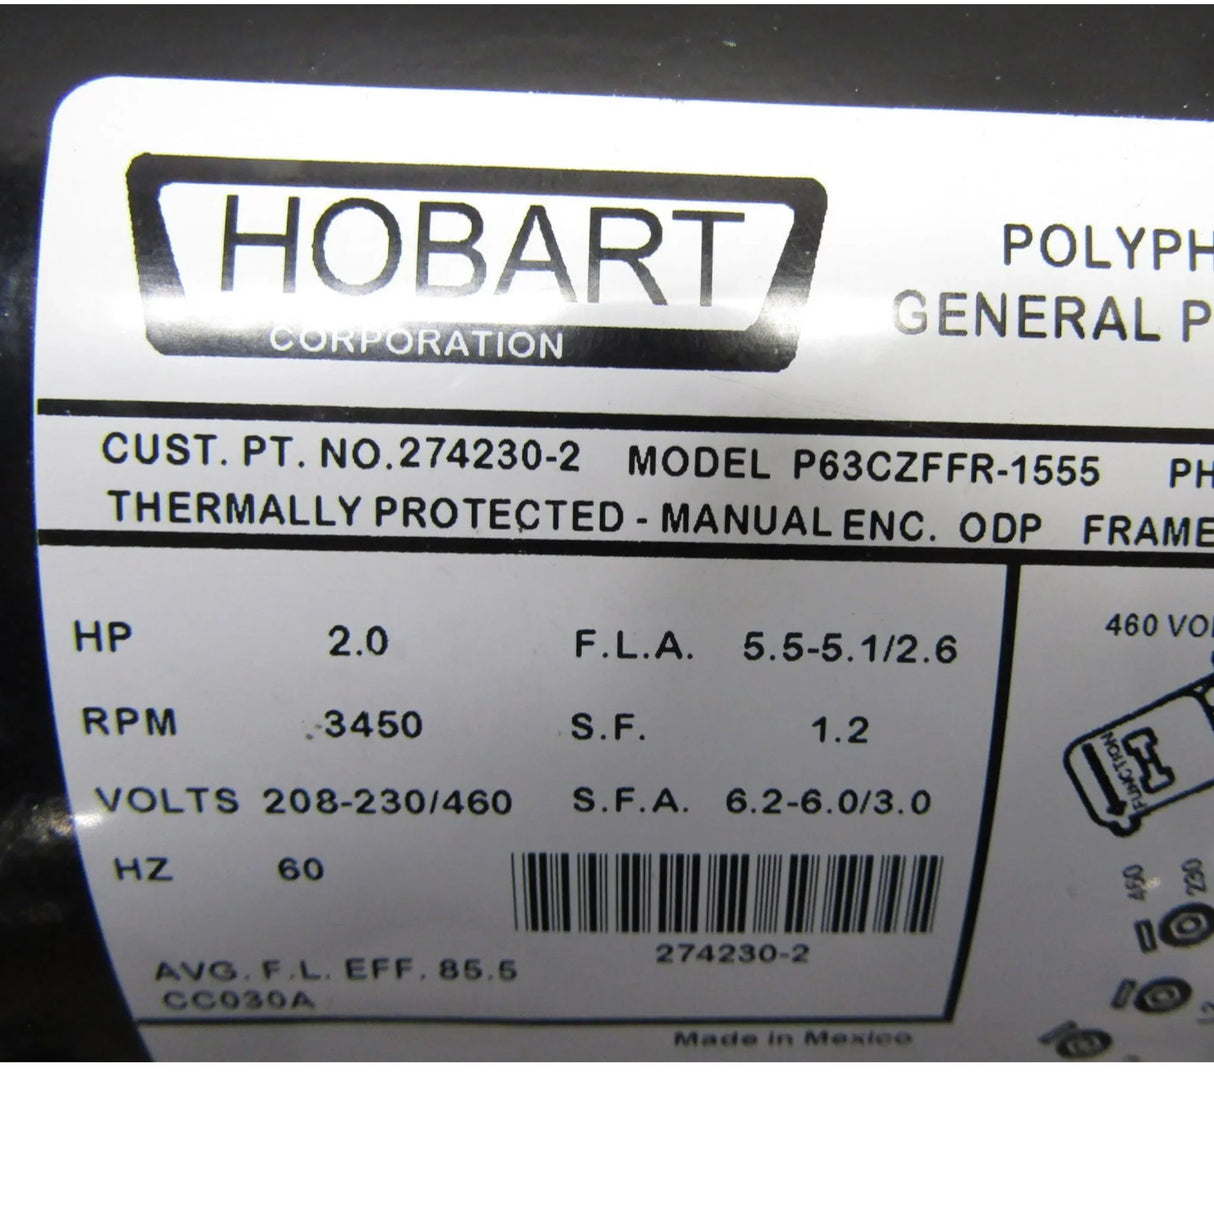 HOBART
CORPORATION
POLYPH
GENERAL P
CUST. PT. NO.274230-2 MODEL P63CZFFR-1555 PH
THERMALLY PROTECTED - MANUAL ENC. ODP FRAME
HP 2.0 F.L.A. 5.5-5.1/2.6
RPM 3450 S.F. 1.2
VOLTS 208-230/460 S.F.A. 6.2-6.0/3.0
HZ 60
274230-2
AVG. F.L. EFF. 85.5
CC030A
Made in Mexico
460 VOL
FUNCTION
460 230